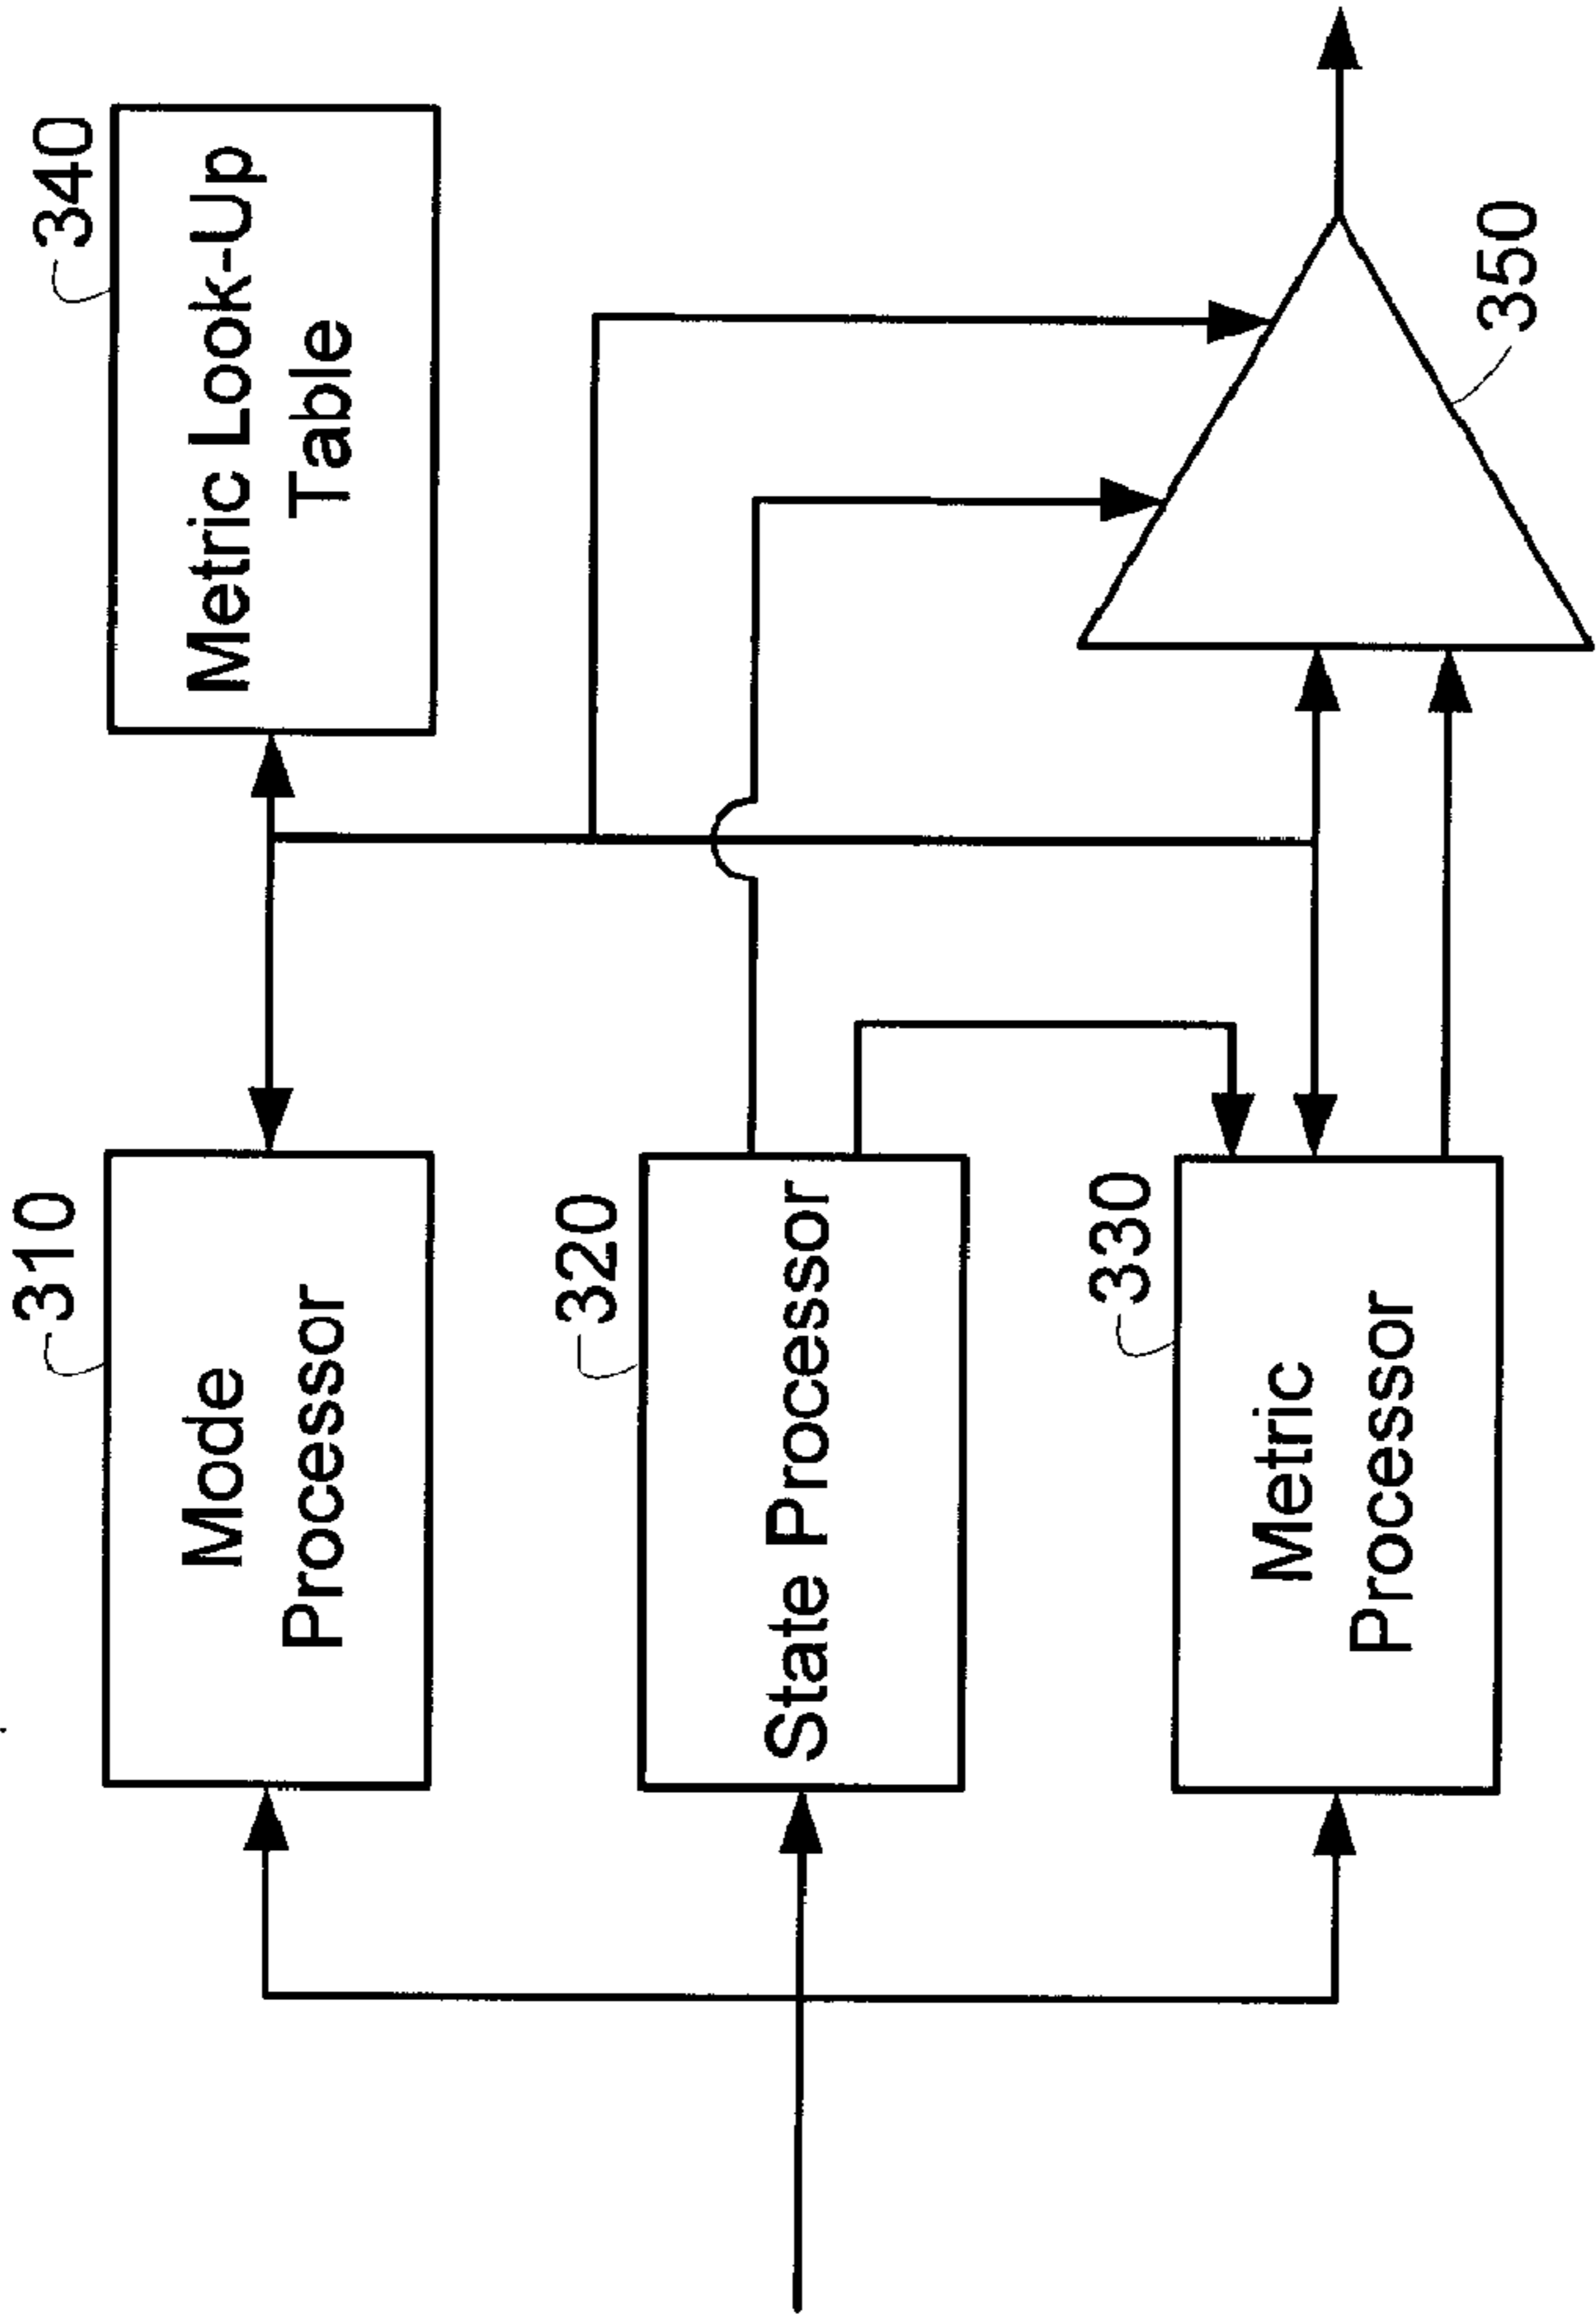 310
Mode
Processor
340
Metric Look-Up
Table
320
State Processor
330
Metric
Processor
350